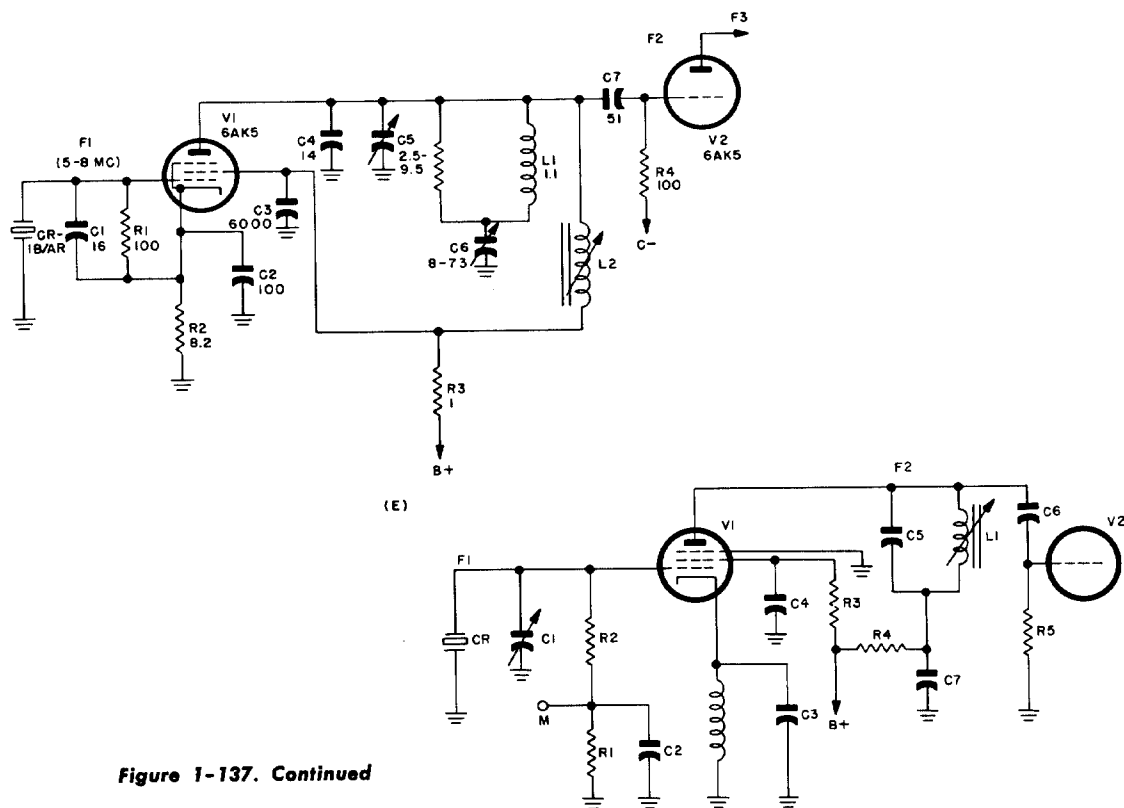 F3
F2
C7
51
V1
6AK5
V2
6AK5
F1
(5-8 MC)
C4
14
C5
2.5-
9.5
L1
1.1
R4
100
C-
CR-
18/AR
C1
16
R1
100
C3
6000
C6
8-73
L2
C2
100
R2
8.2
R3
1
B+
(E)
F2
V1
C6
V2
C5
L1
F1
C4
R3
CR
C1
R2
R4
R5
C7
M
C3
B+
R1
C2
Figure 1-137. Continued